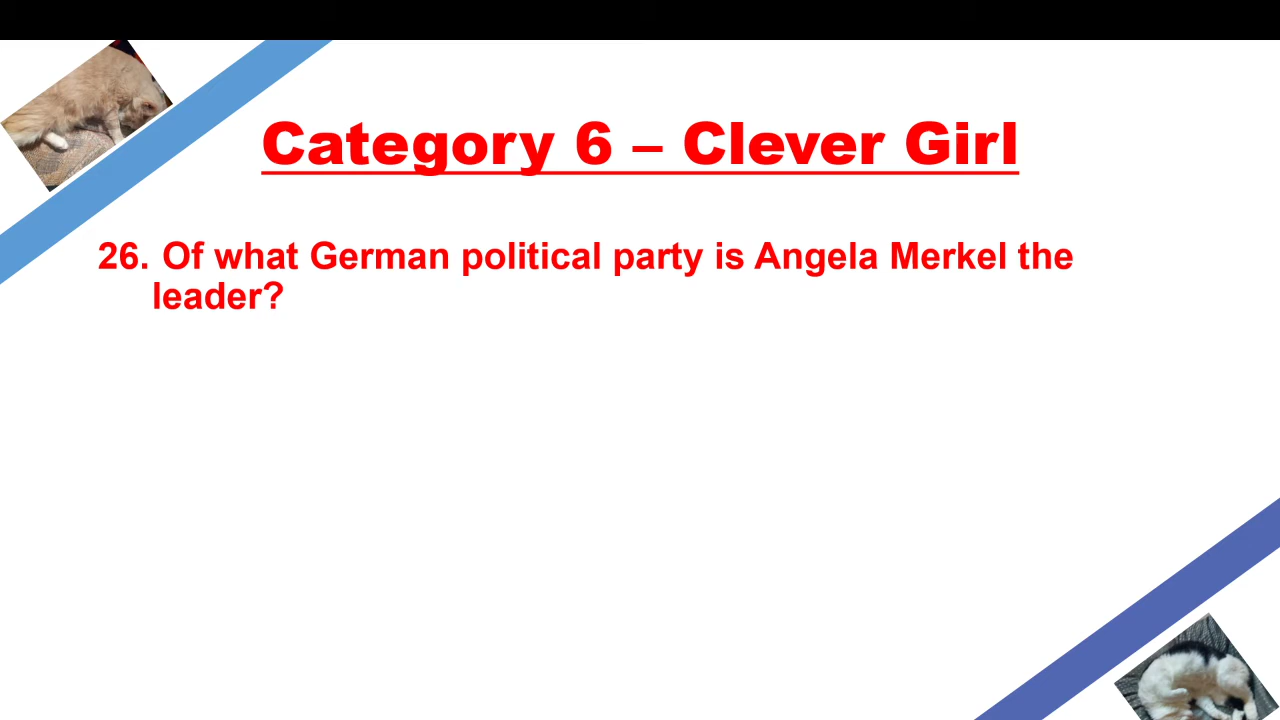 Category 6 – Clever Girl
26. Of what German political party is Angela Merkel the
leader?